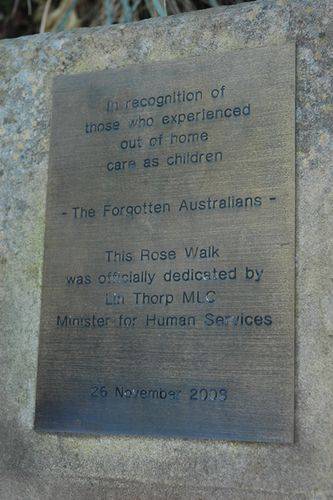 In recognition of
those who experienced
out of home
care as children
- The Forgotten Australians -
This Rose Walk
was officially dedicated by
Lin Thorp MLC
Minister for Human Services
26 November 2008